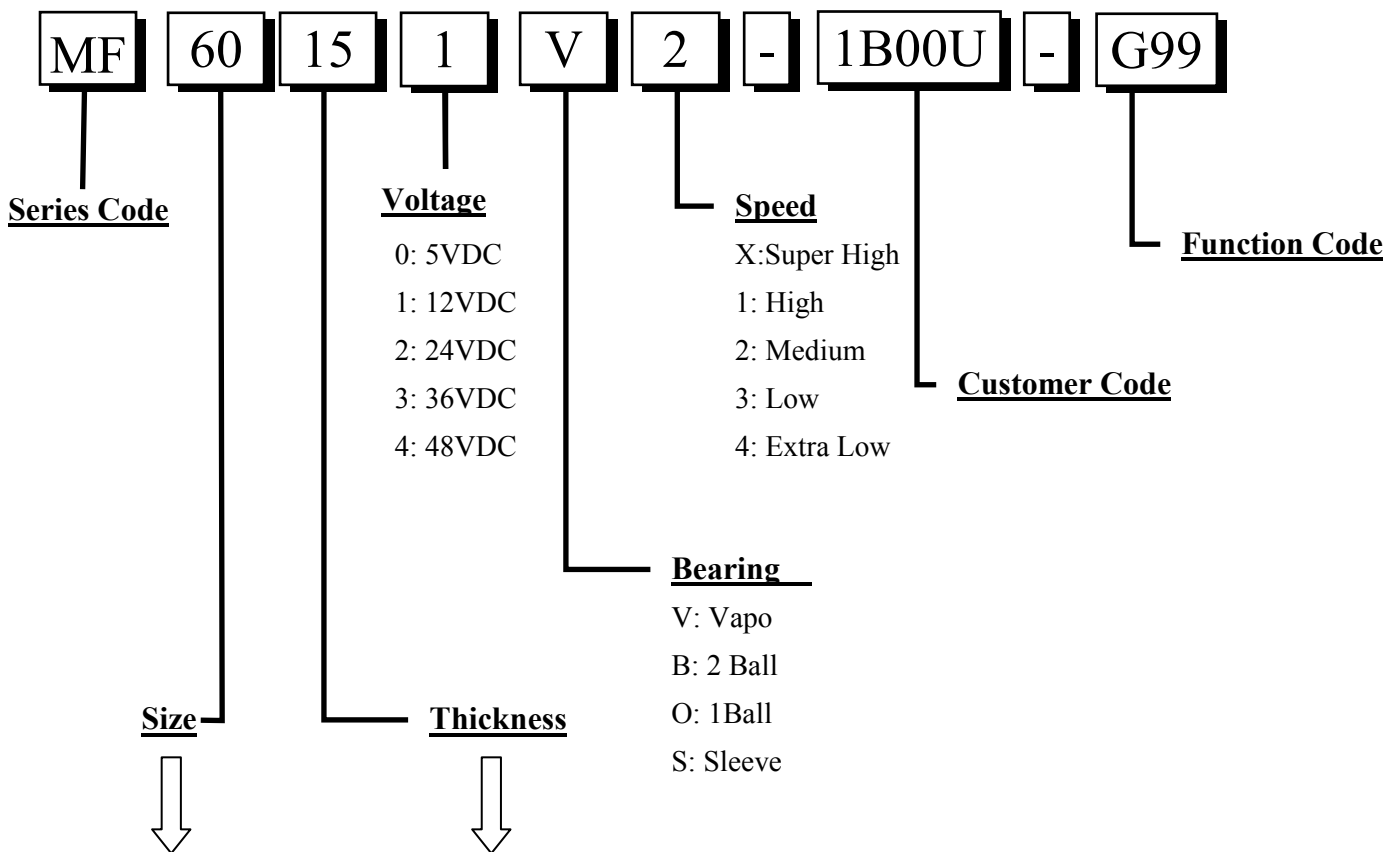 MF 60 15 1 V 2 - 1B00U - G99
Series Code
Voltage
0: 5VDC
1: 12VDC
2: 24VDC
3: 36VDC
4: 48VDC
Speed
X:Super High
1: High
2: Medium
3: Low
4: Extra Low
Function Code
Customer Code
Bearing
V: Vapo
B: 2 Ball
O: 1Ball
S: Sleeve
Size
Thickness